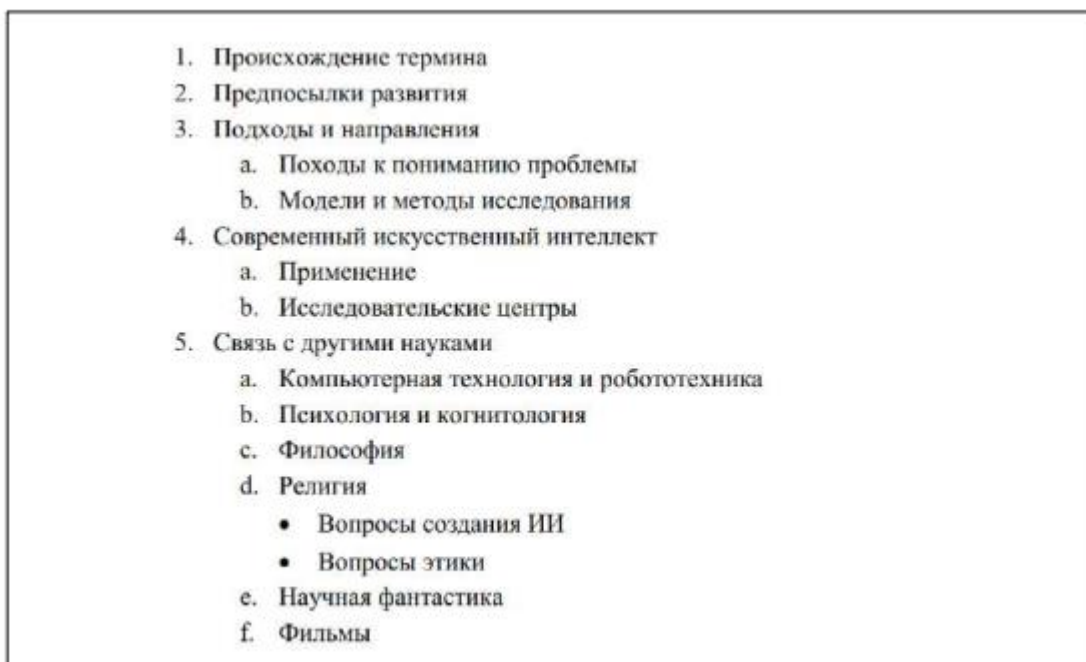 1. Происхождение термина
2. Предпосылки развития
3. Подходы и направления
a. Походы к пониманию проблемы
b. Модели и методы исследования
4. Современный искусственный интеллект
a. Применение
b. Исследовательские центры
5. Связь с другими науками
a. Компьютерная технология и робототехника
b. Психология и когнитология
c. Философия
d. Религия
• Вопросы создания ИИ
• Вопросы этики
e. Научная фантастика
f. Фильмы